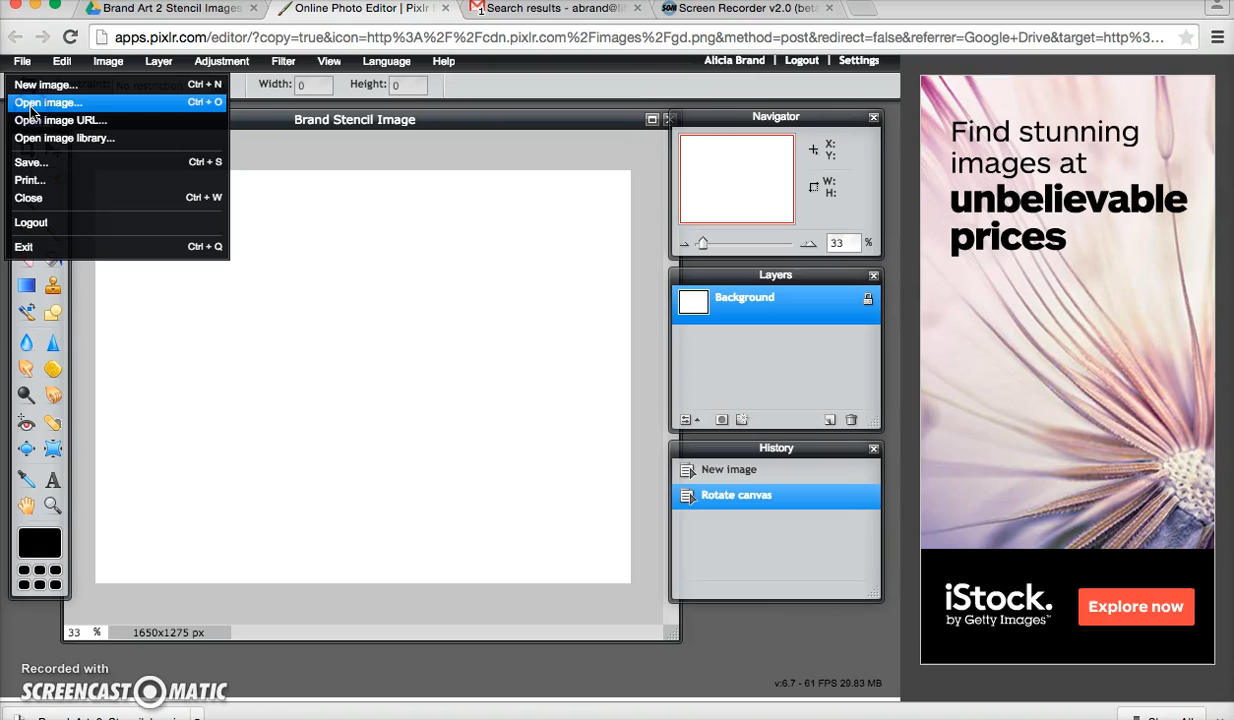 Brand Art 2 Stencil Images
Online Photo Editor | Pixlr
Search results - abrand@l
Screen Recorder v2.0 (bet
apps.pixlr.com/editor/?copy=true&icon=http%3A%2F%2Fcdn.pixlr.com%2Fimages%2Fgd.png&method=post&redirect=false&referrer=Google+Drive&target=http%3...
File Edit Image Layer Adjustment Filter View Language Help
Alicia Brand Logout Settings
Width: 0 Height: 0
New image... Ctrl + N
Open image... Ctrl + O
Open image URL...
Open image library...
Save... Ctrl + S
Print...
Close Ctrl + W
Logout
Exit Ctrl + Q
Brand Stencil Image
33 % 1650x1275 px
Navigator
X:
Y:
W:
H:
33 %
Layers
Background
History
New image
Rotate canvas
v:6.7 - 61 FPS 29.83 MB
Find stunning
images at
unbelievable
prices
iStock.
by Getty Images™
Explore now
Recorded with
SCREENCAST MATIC